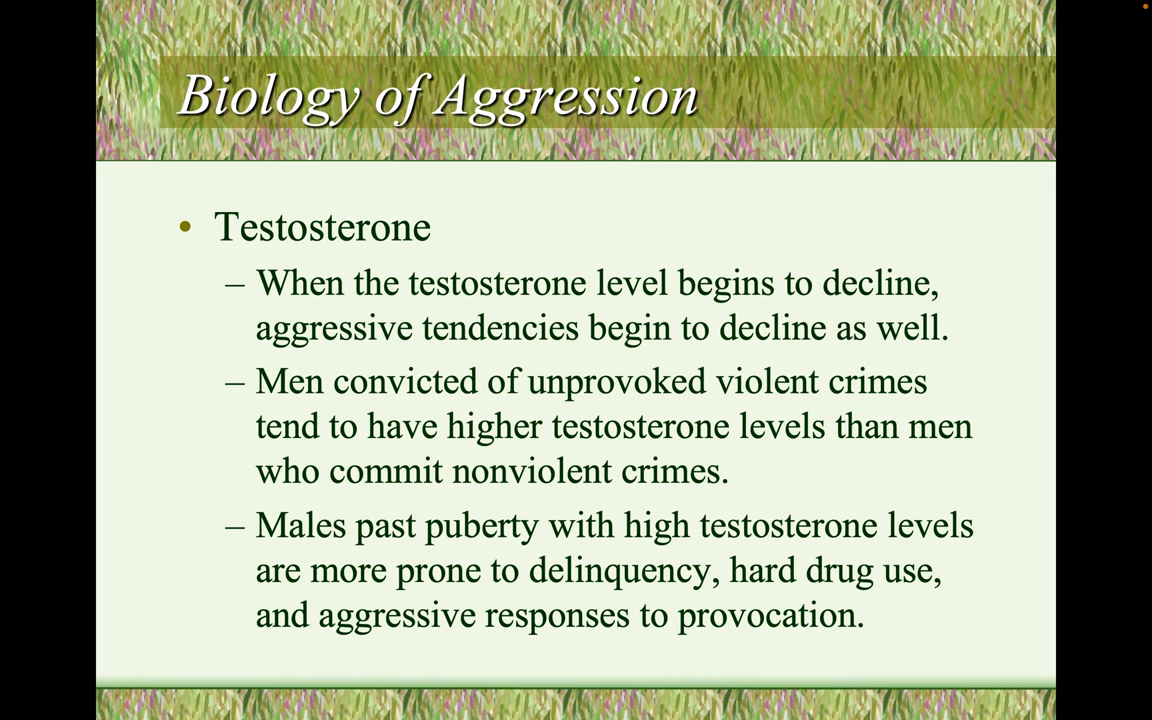 Biology of Aggression
• Testosterone
– When the testosterone level begins to decline,
aggressive tendencies begin to decline as well.
– Men convicted of unprovoked violent crimes
tend to have higher testosterone levels than men
who commit nonviolent crimes.
– Males past puberty with high testosterone levels
are more prone to delinquency, hard drug use,
and aggressive responses to provocation.